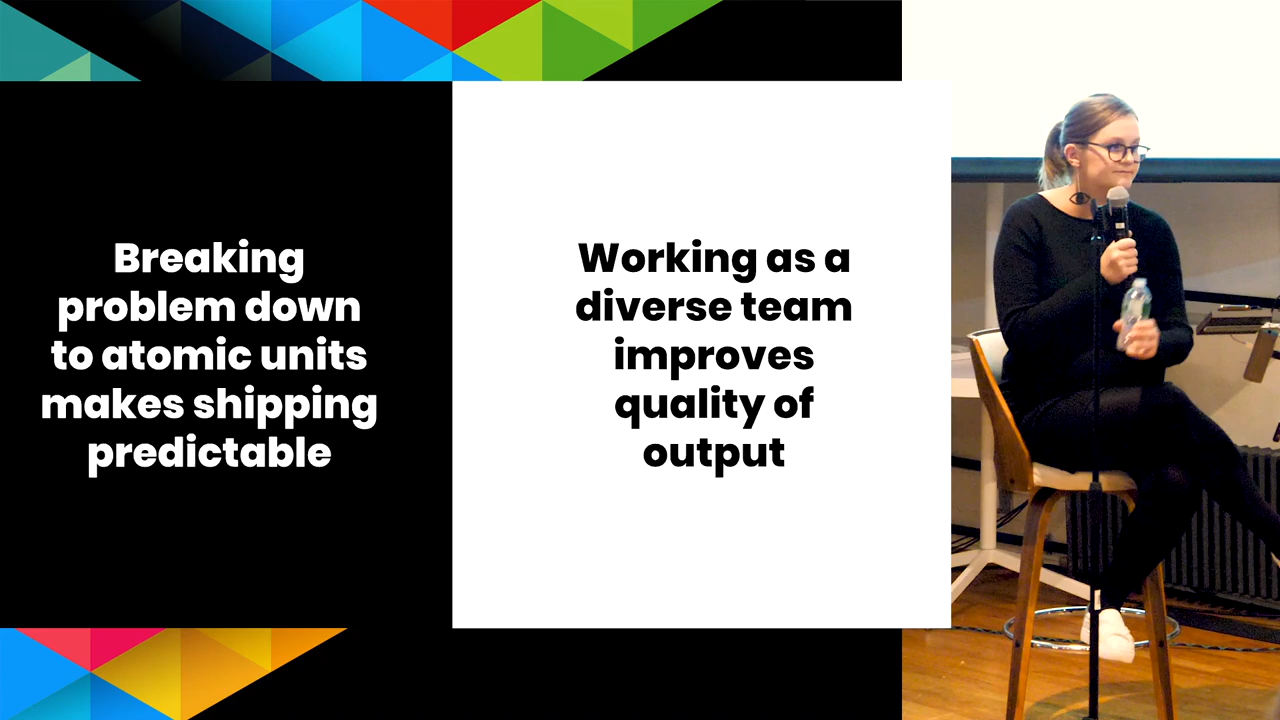 Breaking
problem down
to atomic units
makes shipping
predictable
Working as a
diverse team
improves
quality of
output